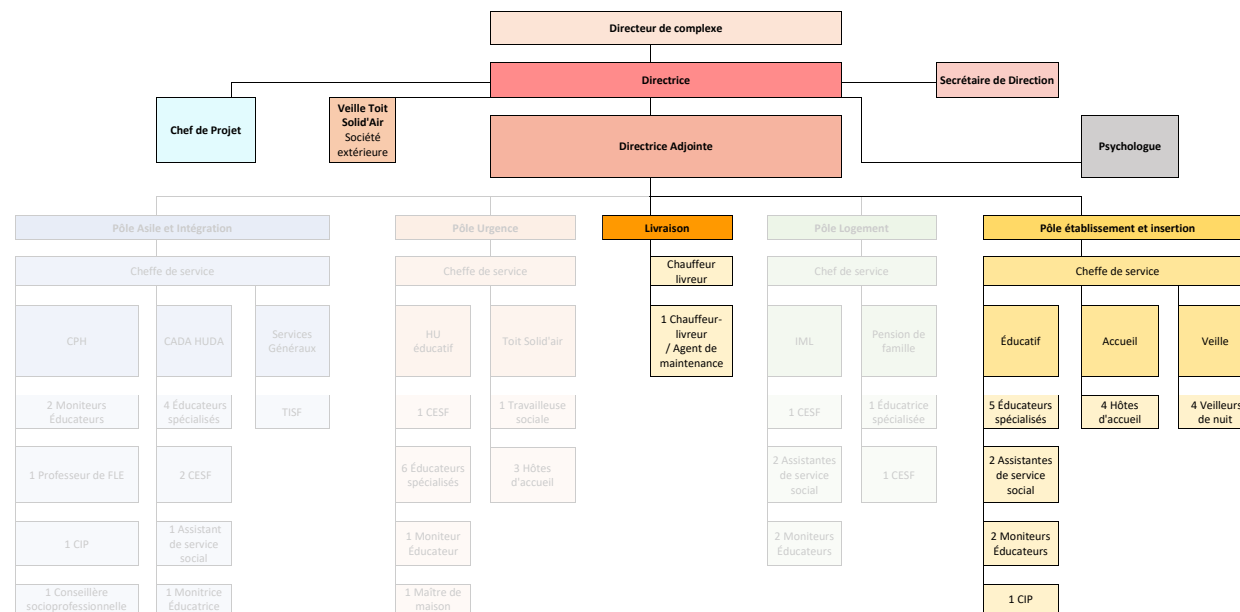 Directeur de complexe
Directrice
Secrétaire de Direction
Chef de Projet
Veille Toit
Solid'Air
Société
extérieure
Directrice Adjointe
Psychologue
Pôle Asile et Intégration
Pôle Urgence
Livraison
Pôle Logement
Pôle établissement et insertion
Cheffe de service
Cheffe de service
Chauffeur
livreur
Chef de service
Cheffe de service
CPH
CADA HUDA
Services
Généraux
HU
éducatif
Toit Solid'air
1 Chauffeur-
livreur
/ Agent de
maintenance
IML
Pension de
famille
Éducatif
Accueil
Veille
2 Moniteurs
Éducateurs
4 Éducateurs
spécialisés
TISF
1 CESF
1 Travailleuse
sociale
1 CESF
1 Éducatrice
spécialisée
5 Éducateurs
spécialisés
4 Hôtes
d'accueil
4 Veilleurs
de nuit
1 Professeur de FLE
2 CESF
6 Éducateurs
spécialisés
3 Hôtes
d'accueil
2 Assistantes
de service
social
1 CESF
2 Assistantes
de service
social
1 CIP
1 Assistant
de service
social
1 Moniteur
Éducateur
2 Moniteurs
Éducateurs
2 Moniteurs
Éducateurs
1 Conseillère
socioprofessionnelle
1 Monitrice
Éducatrice
1 Maître de
maison
1 CIP